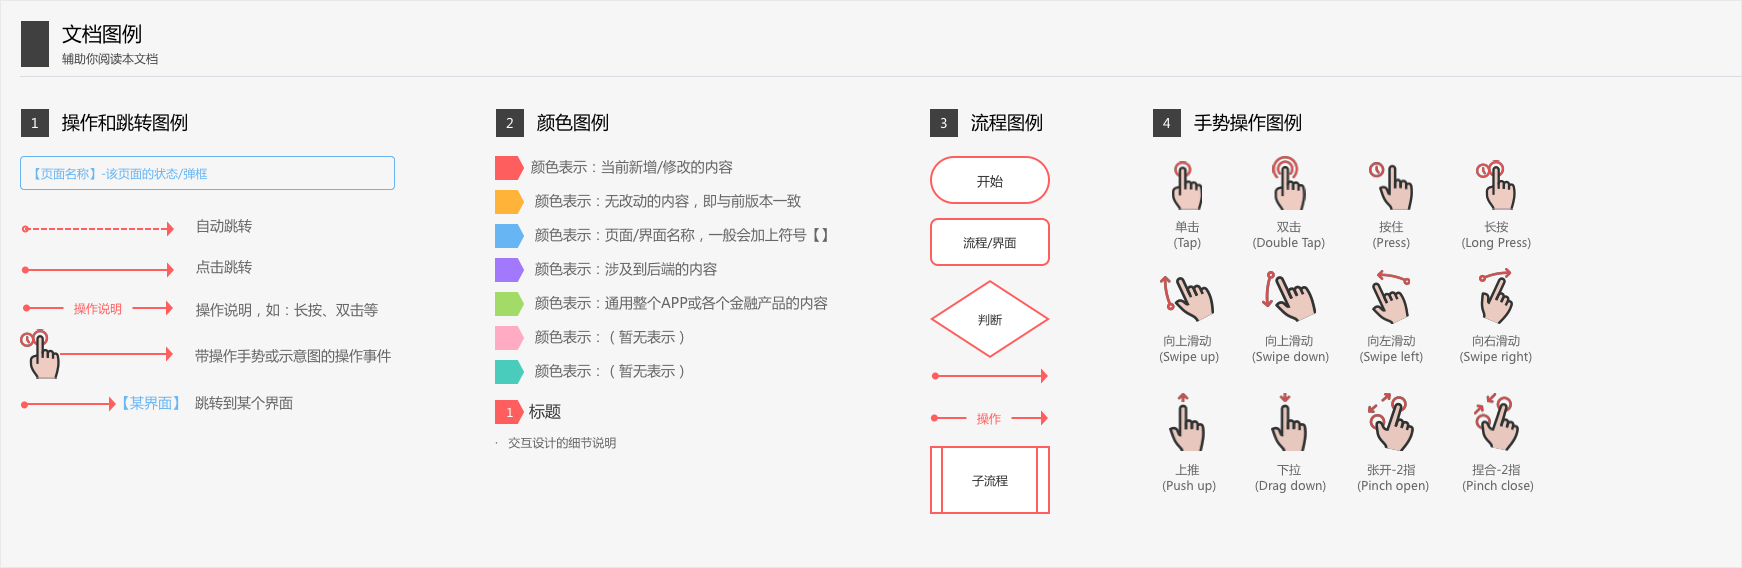 文档图例
辅助你阅读本文档
1 操作和跳转图例
【页面名称】-该页面的状态/弹框
自动跳转
点击跳转
操作说明 操作说明，如：长按、双击等
带操作手势或示意图的操作事件
【某界面】 跳转到某个界面
2 颜色图例
颜色表示：当前新增/修改的内容
颜色表示：无改动的内容，即与前版本一致
颜色表示：页面/界面名称，一般会加上符号【】
颜色表示：涉及到后端的内容
颜色表示：通用整个APP或各个金融产品的内容
颜色表示：（暂无表示）
颜色表示：（暂无表示）
1 标题
· 交互设计的细节说明
3 流程图例
开始
流程/界面
判断
操作
子流程
4 手势操作图例
单击 双击 按住 长按
(Tap) (Double Tap) (Press) (Long Press)
向上滑动 向上滑动 向左滑动 向右滑动
(Swipe up) (Swipe down) (Swipe left) (Swipe right)
上推 下拉 张开-2指 捏合-2指
(Push up) (Drag down) (Pinch open) (Pinch close)